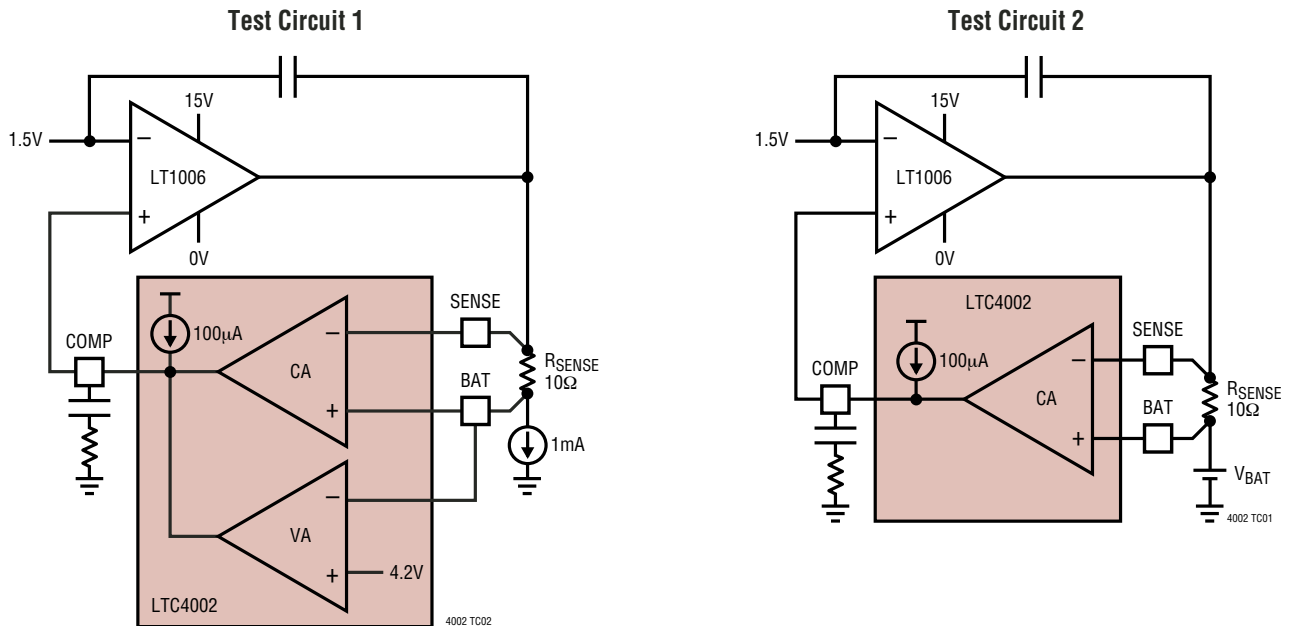 Test Circuit 1
15V
1.5V
−
LT1006
+
0V
COMP
100µA
−
CA
+
SENSE
RSENSE
10Ω
BAT
1mA
−
VA
+
4.2V
LTC4002
4002 TC02
Test Circuit 2
15V
1.5V
−
LT1006
+
0V
LTC4002
COMP
100µA
−
CA
+
SENSE
RSENSE
10Ω
BAT
VBAT
4002 TC01